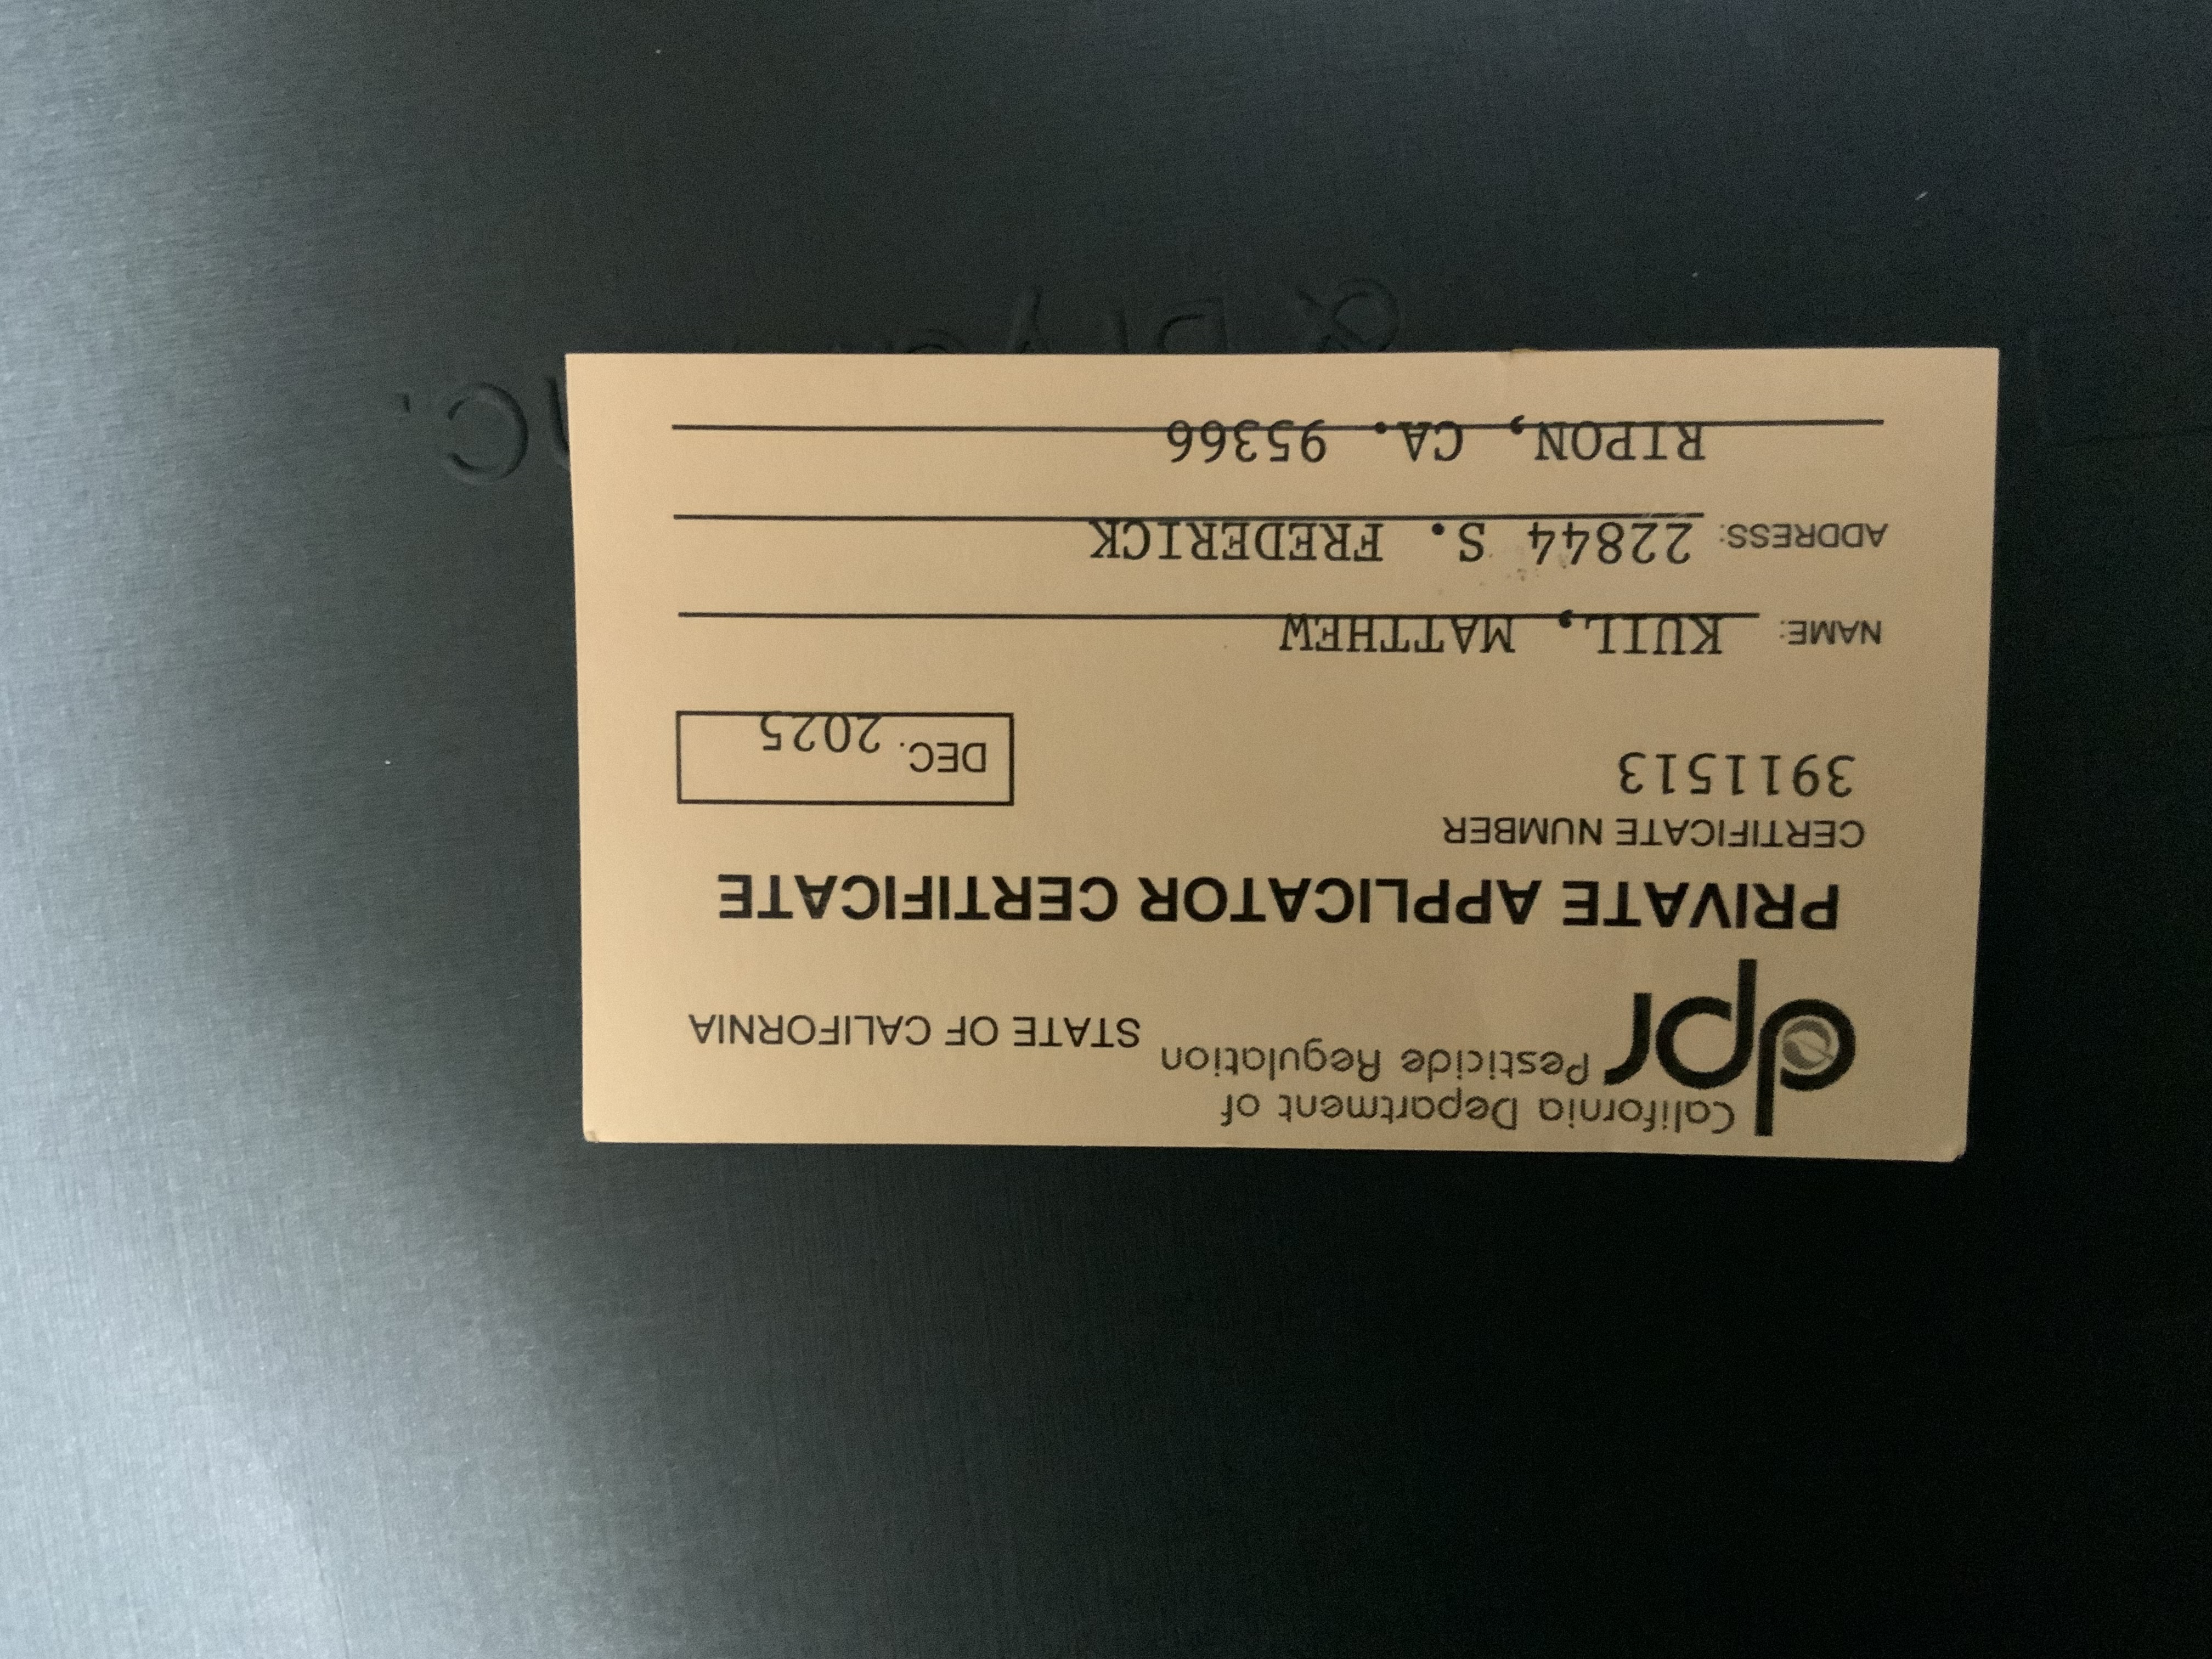 California Department of
Pesticide Regulation
dpr
STATE OF CALIFORNIA
PRIVATE APPLICATOR CERTIFICATE
CERTIFICATE NUMBER
3911513
DEC. 2025
NAME: KUIL, MATTHEW
ADDRESS: 22844 S. FREDERICK
RIPON, CA. 95366